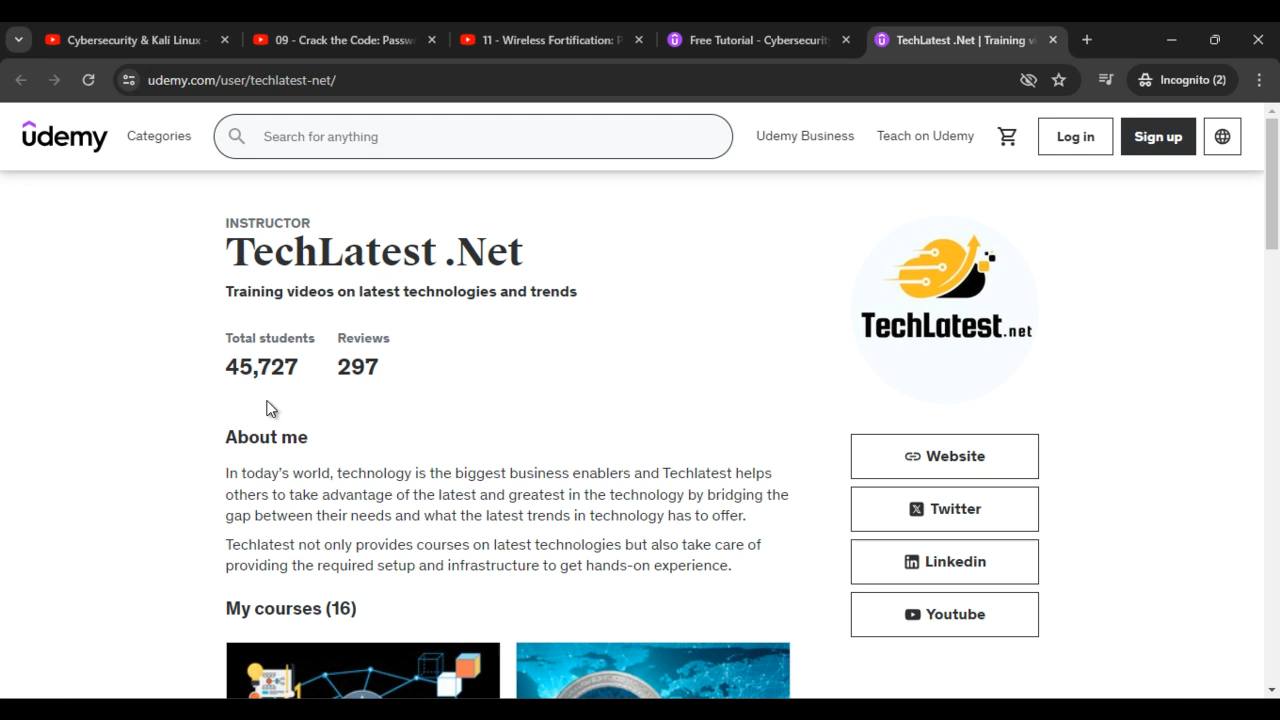 Cybersecurity & Kali Linux -
09 - Crack the Code: Passw
11 - Wireless Fortification: P
Free Tutorial - Cybersecurit
TechLatest .Net | Training v
udemy.com/user/techlatest-net/
Incognito (2)
udemy
Categories
Search for anything
Udemy Business
Teach on Udemy
Log in
Sign up
INSTRUCTOR
TechLatest .Net
Training videos on latest technologies and trends
Total students
Reviews
45,727
297
TechLatest.net
About me
In today's world, technology is the biggest business enablers and Techlatest helps
others to take advantage of the latest and greatest in the technology by bridging the
gap between their needs and what the latest trends in technology has to offer.
Techlatest not only provides courses on latest technologies but also take care of
providing the required setup and infrastructure to get hands-on experience.
Website
Twitter
Linkedin
Youtube
My courses (16)